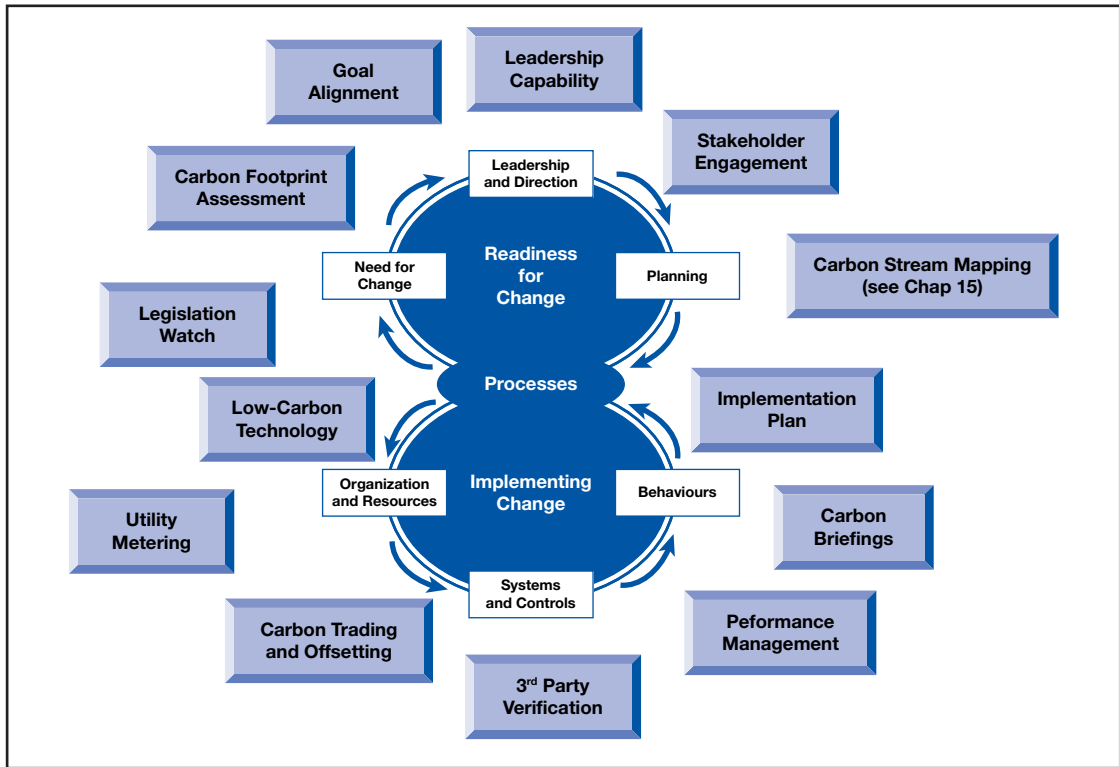 Goal
Alignment
Leadership
Capability
Stakeholder
Engagement
Carbon Footprint
Assessment
Leadership
and Direction
Readiness
for
Change
Need for
Change
Planning
Carbon Stream Mapping
(see Chap 15)
Legislation
Watch
Processes
Low-Carbon
Technology
Implementation
Plan
Organization
and Resources
Implementing
Change
Behaviours
Utility
Metering
Carbon
Briefings
Systems
and Controls
Carbon Trading
and Offsetting
Peformance
Management
3rd Party
Verification